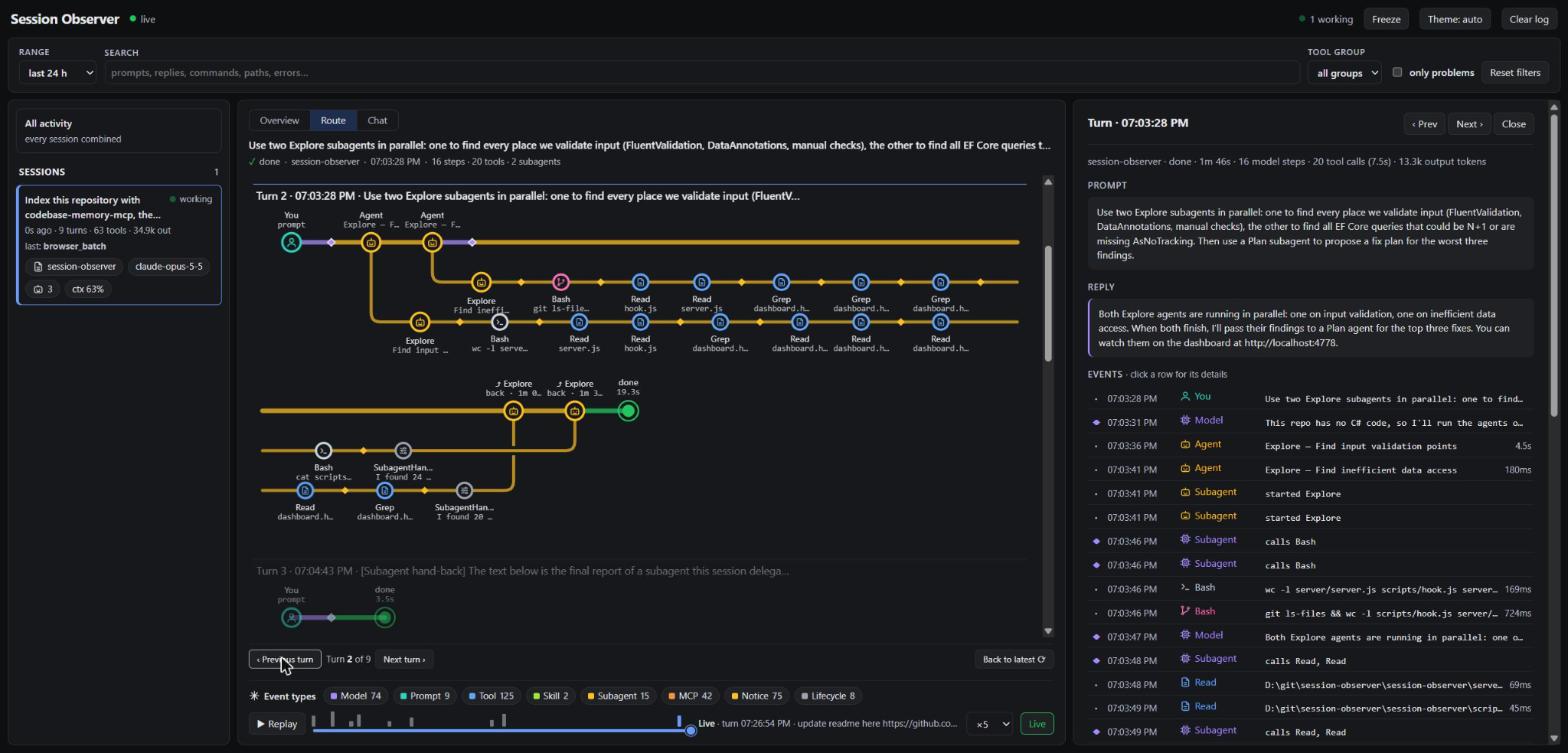 Session Observer live
1 working Freeze Theme: auto Clear log
RANGE SEARCH TOOL GROUP
last 24 h prompts, replies, commands, paths, errors... all groups only problems Reset filters
All activity
every session combined
SESSIONS 1
Index this repository with working
codebase-memory-mcp, the...
0s ago · 9 turns · 63 tools · 34.9k out
last: browser_batch
session-observer claude-opus-5-5
3 ctx 63%
Overview Route Chat
Use two Explore subagents in parallel: one to find every place we validate input (FluentValidation, DataAnnotations, manual checks), the other to find all EF Core queries t...
✓ done · session-observer · 07:03:28 PM · 16 steps · 20 tools · 2 subagents
Turn 2 · 07:03:28 PM · Use two Explore subagents in parallel: one to find every place we validate input (FluentV...
You Agent Agent
prompt Explore — F... Explore — F...
Explore Bash Read Read Grep Grep Grep
Find ineffi... git ls-file... hook.js server.js dashboard.h... dashboard.h... dashboard.h...
Explore Bash Read Read Grep Read Grep Read
Find input ... wc -l serve... server.js hook.js dashboard.h... dashboard.h... dashboard.h... dashboard.h...
⤴ Explore ⤴ Explore done
back · 1m 0... back · 1m 3... 19.3s
Bash SubagentHan...
cat scripts... I found 24 ...
Read Grep SubagentHan...
dashboard.h... dashboard.h... I found 20 ...
Turn 3 · 07:04:43 PM · [Subagent hand-back] The text below is the final report of a subagent this session delega...
You done
prompt 3.5s
‹ Previous turn Turn 2 of 9 Next turn › Back to latest
Event types Model 74 Prompt 9 Tool 125 Skill 2 Subagent 15 MCP 42 Notice 75 Lifecycle 8
Replay Live · turn 07:26:54 PM · update readme here https://github.co... ×5 Live
Turn · 07:03:28 PM ‹ Prev Next › Close
session-observer · done · 1m 46s · 16 model steps · 20 tool calls (7.5s) · 13.3k output tokens
PROMPT
Use two Explore subagents in parallel: one to find every place we validate input (FluentValidation,
DataAnnotations, manual checks), the other to find all EF Core queries that could be N+1 or are
missing AsNoTracking. Then use a Plan subagent to propose a fix plan for the worst three
findings.
REPLY
Both Explore agents are running in parallel: one on input validation, one on inefficient data
access. When both finish, I'll pass their findings to a Plan agent for the top three fixes. You can
watch them on the dashboard at http://localhost:4778.
EVENTS · click a row for its details
07:03:28 PM You Use two Explore subagents in parallel: one to find...
07:03:31 PM Model This repo has no C# code, so I'll run the agents o...
07:03:36 PM Agent Explore — Find input validation points 4.5s
07:03:41 PM Agent Explore — Find inefficient data access 180ms
07:03:41 PM Subagent started Explore
07:03:41 PM Subagent started Explore
07:03:46 PM Subagent calls Bash
07:03:46 PM Subagent calls Bash
07:03:46 PM Bash wc -l server/server.js scripts/hook.js server... 169ms
07:03:46 PM Bash git ls-files && wc -l scripts/hook.js server/... 724ms
07:03:47 PM Model Both Explore agents are running in parallel: one o...
07:03:48 PM Subagent calls Read, Read
07:03:48 PM Read D:\git\session-observer\session-observer\serve... 69ms
07:03:49 PM Read D:\git\session-observer\session-observer\scrip... 45ms
07:03:49 PM Subagent calls Read, Read